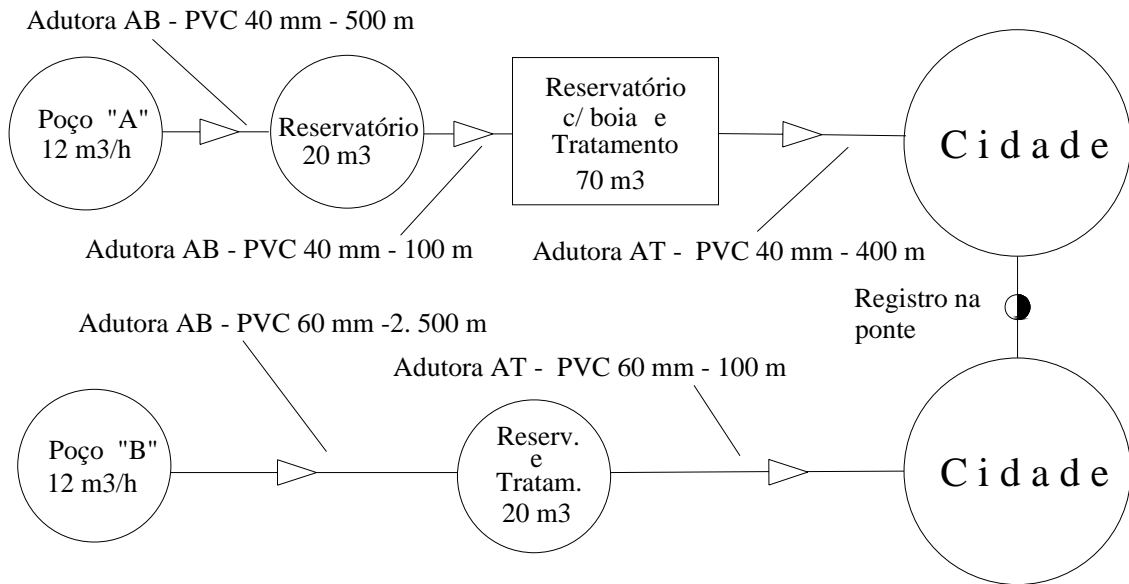 Adutora AB - PVC 40 mm - 500 m
Poço "A"
12 m3/h
Reservatório
20 m3
Reservatório
c/ boia e
Tratamento
70 m3
Cidade
Adutora AB - PVC 40 mm - 100 m
Adutora AT - PVC 40 mm - 400 m
Registro na
ponte
Adutora AB - PVC 60 mm -2. 500 m
Adutora AT - PVC 60 mm - 100 m
Poço "B"
12 m3/h
Reserv.
e
Tratam.
20 m3
Cidade